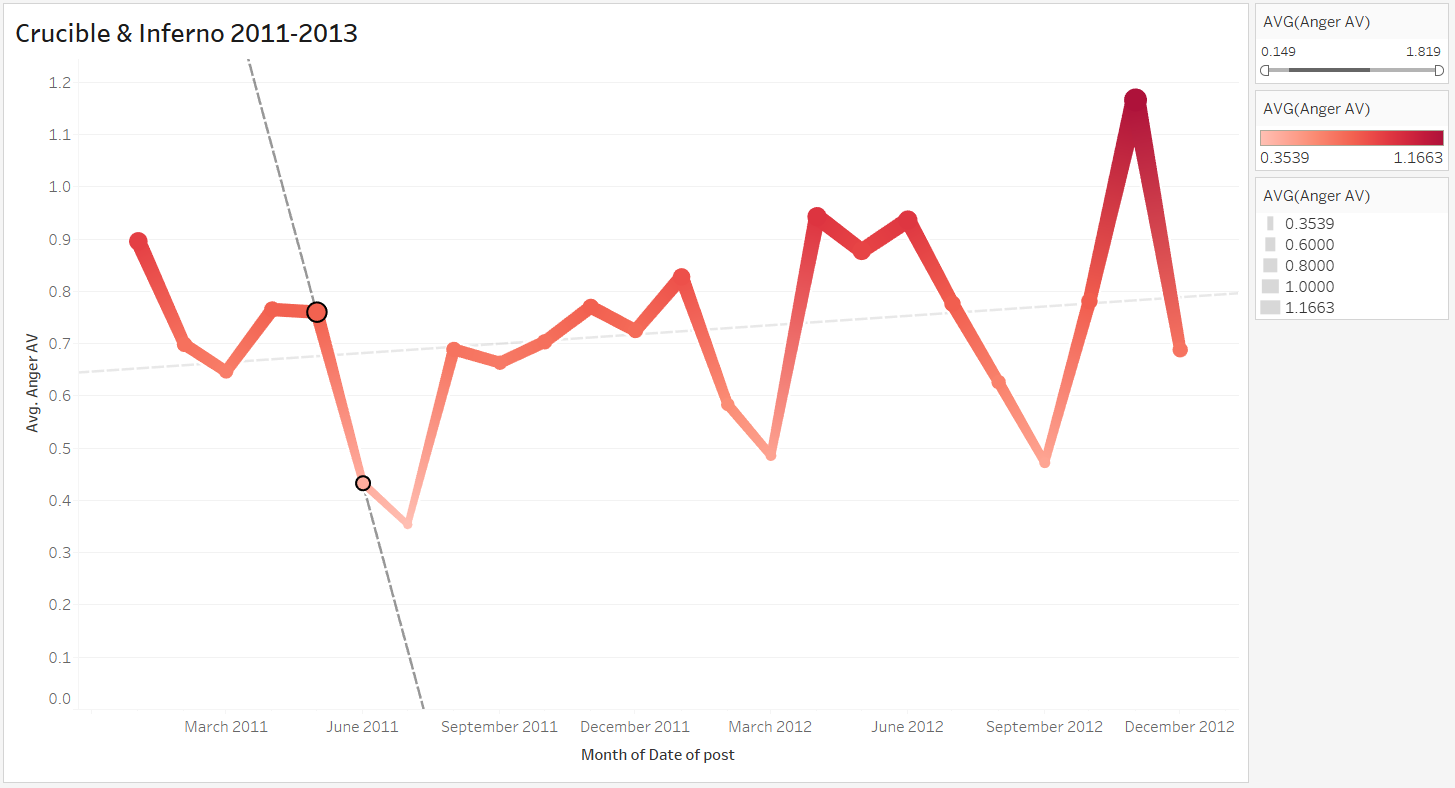 Crucible & Inferno 2011-2013
1.2
1.1
1.0
0.9
0.8
0.7
0.6
0.5
0.4
0.3
0.2
0.1
0.0
Avg. Anger AV
March 2011
June 2011
September 2011
December 2011
March 2012
June 2012
September 2012
December 2012
Month of Date of post
AVG(Anger AV)
0.149 1.819
AVG(Anger AV)
0.3539 1.1663
AVG(Anger AV)
0.3539
0.6000
0.8000
1.0000
1.1663